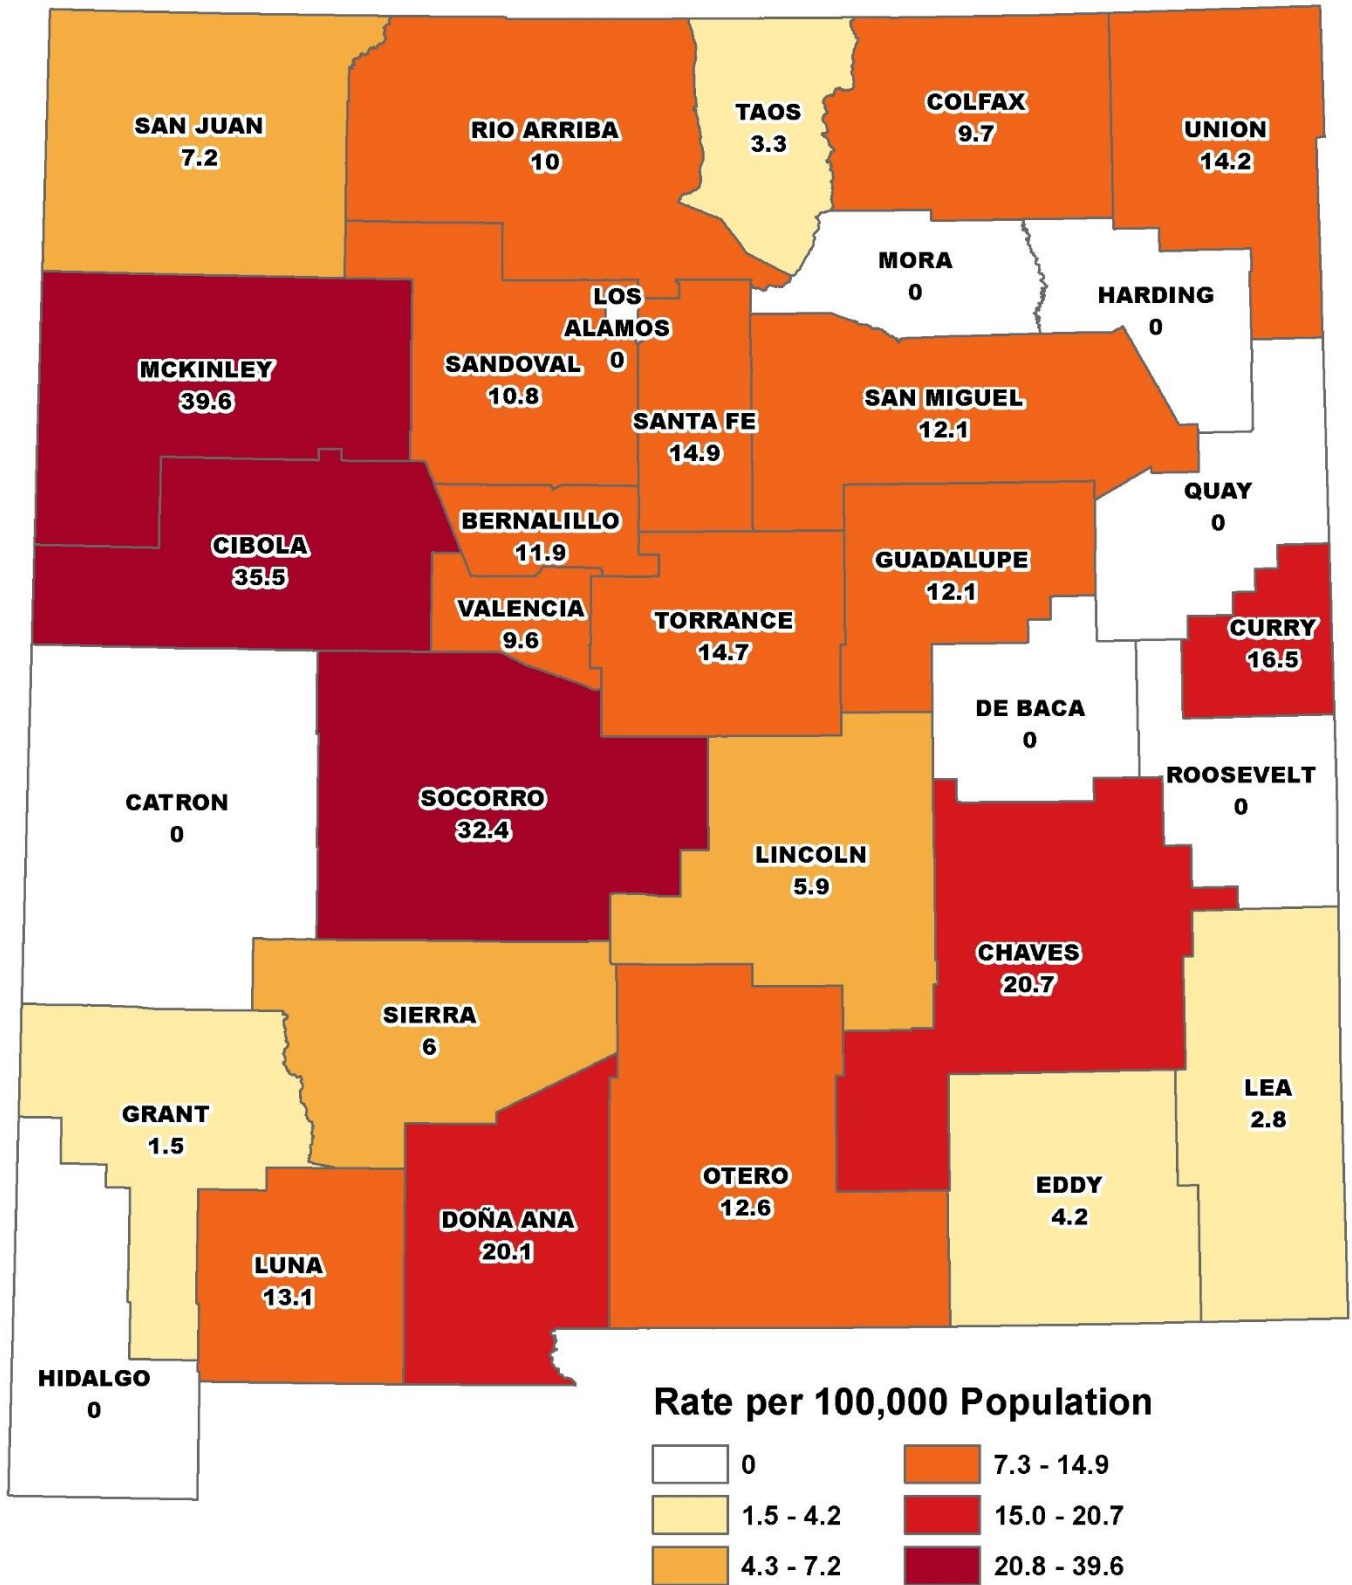 SAN JUAN
7.2
RIO ARRIBA
10
TAOS
3.3
COLFAX
9.7
UNION
14.2
MORA
0
HARDING
0
LOS
ALAMOS
0
MCKINLEY
39.6
SANDOVAL
10.8
SANTA FE
14.9
SAN MIGUEL
12.1
QUAY
0
CIBOLA
35.5
BERNALILLO
11.9
VALENCIA
9.6
TORRANCE
14.7
GUADALUPE
12.1
CURRY
16.5
DE BACA
0
ROOSEVELT
0
CATRON
0
SOCORRO
32.4
LINCOLN
5.9
CHAVES
20.7
SIERRA
6
GRANT
1.5
LEA
2.8
OTERO
12.6
EDDY
4.2
DOÑA ANA
20.1
LUNA
13.1
HIDALGO
0
Rate per 100,000 Population
0
1.5 - 4.2
4.3 - 7.2
7.3 - 14.9
15.0 - 20.7
20.8 - 39.6